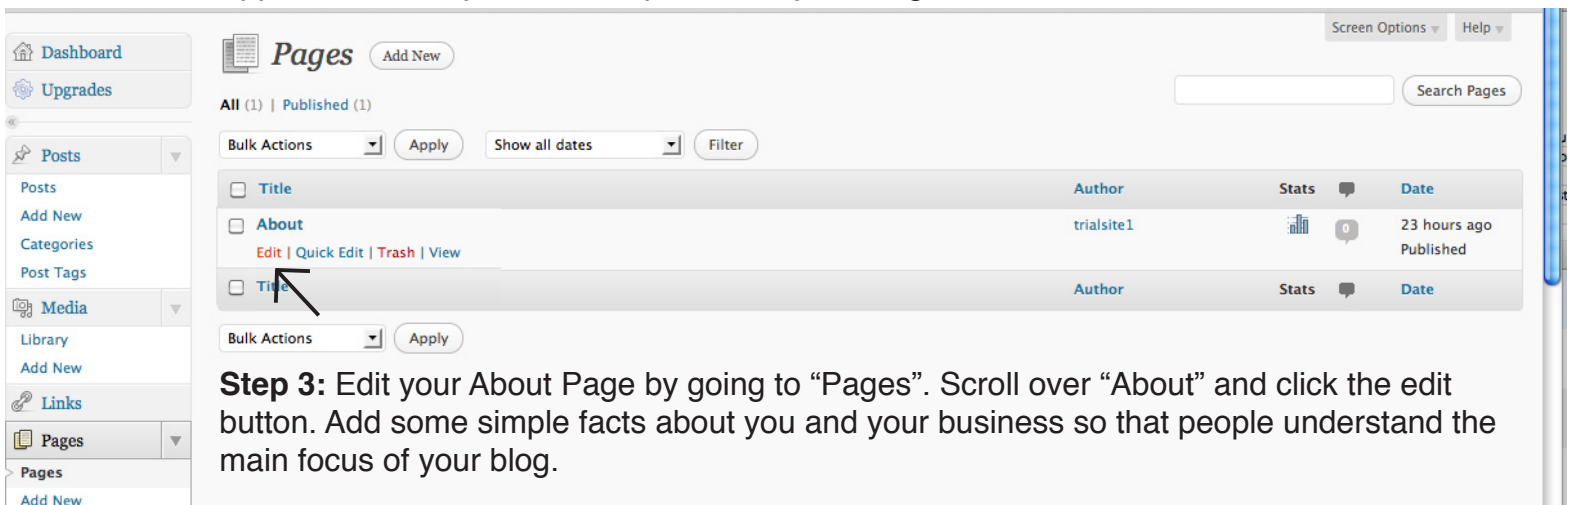 Screen Options Help
Dashboard
Pages Add New
Upgrades
Search Pages
All (1) | Published (1)
Bulk Actions Apply Show all dates Filter
Posts
Posts
Add New
Categories
Post Tags
Media
Library
Add New
Links
Pages
Pages
Add New
Title Author Stats Date
About trialsite1 0 23 hours ago
Edit | Quick Edit | Trash | View Published
Title Author Stats Date
Bulk Actions Apply
Step 3: Edit your About Page by going to “Pages”. Scroll over “About” and click the edit
button. Add some simple facts about you and your business so that people understand the
main focus of your blog.